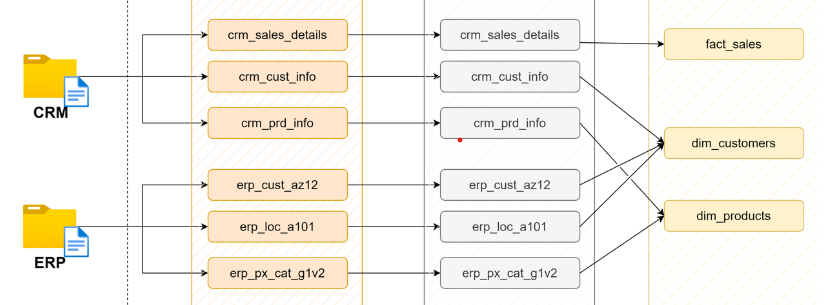 CRM
crm_sales_details
crm_sales_details
fact_sales
crm_cust_info
crm_cust_info
crm_prd_info
crm_prd_info
dim_customers
ERP
erp_cust_az12
erp_cust_az12
dim_products
erp_loc_a101
erp_loc_a101
erp_px_cat_g1v2
erp_px_cat_g1v2